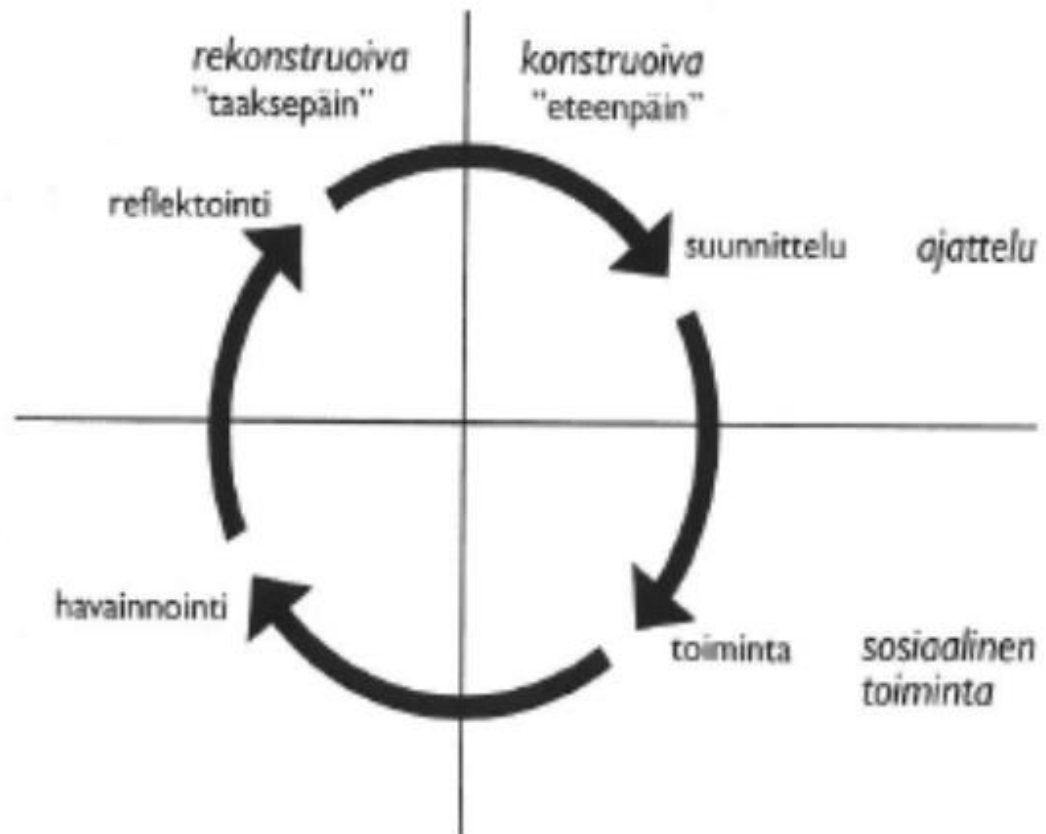 rekonstruoiva
"taaksepäin"
konstruoiva
"eteenpäin"
reflektointi
suunnittelu
ajattelu
havainnointi
toiminta
sosiaalinen
toiminta